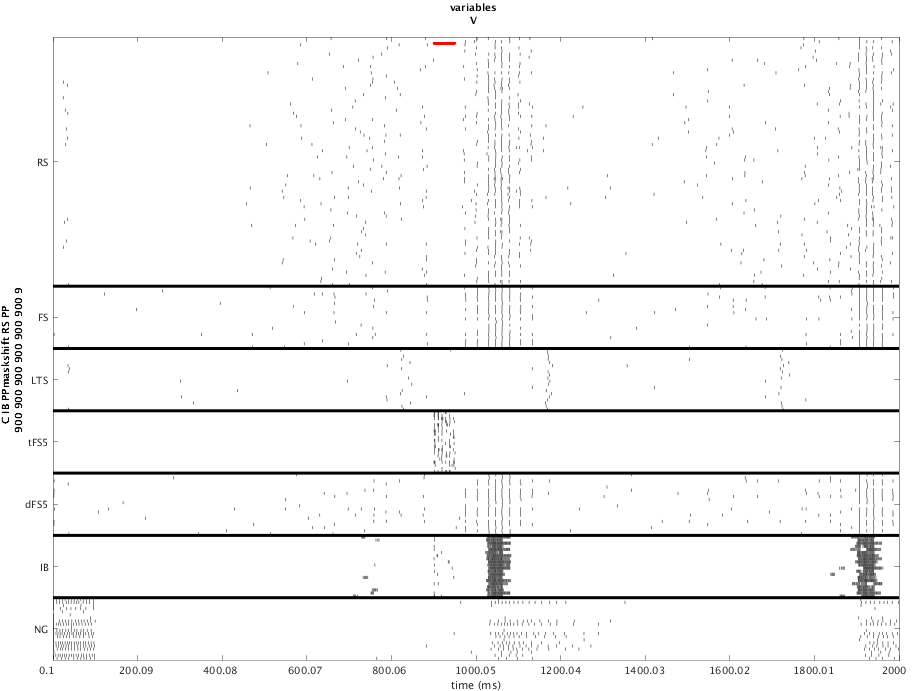 variables
V
RS
FS
LTS
tFS5
dFS5
IB
NG
C IB PPmaskshift RS PP
900 900 900 900 900 900 9
0.1 200.09 400.08 600.07 800.06 1000.05 1200.04 1400.03 1600.02 1800.01 2000
time (ms)